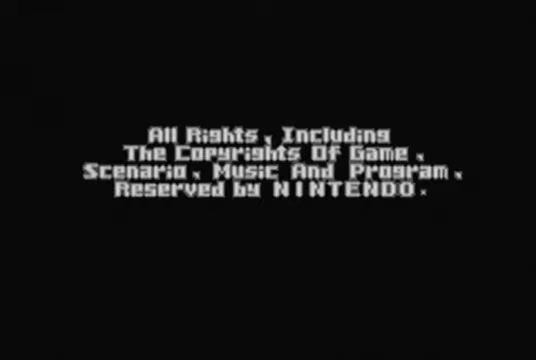 All Rights, Including
The Copyrights Of Game,
Scenario, Music And Program,
Reserved by NINTENDO.